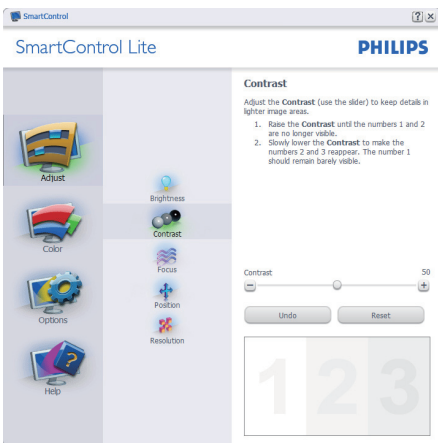 SmartControl
SmartControl Lite
PHILIPS
Adjust
Color
Options
Help
Brightness
Contrast
Focus
Position
Resolution
Contrast
Adjust the Contrast (use the slider) to keep details in
lighter image areas.
1. Raise the Contrast until the numbers 1 and 2
are no longer visible.
2. Slowly lower the Contrast to make the
numbers 2 and 3 reappear. The number 1
should remain barely visible.
Contrast 50
Undo Reset
1 2 3